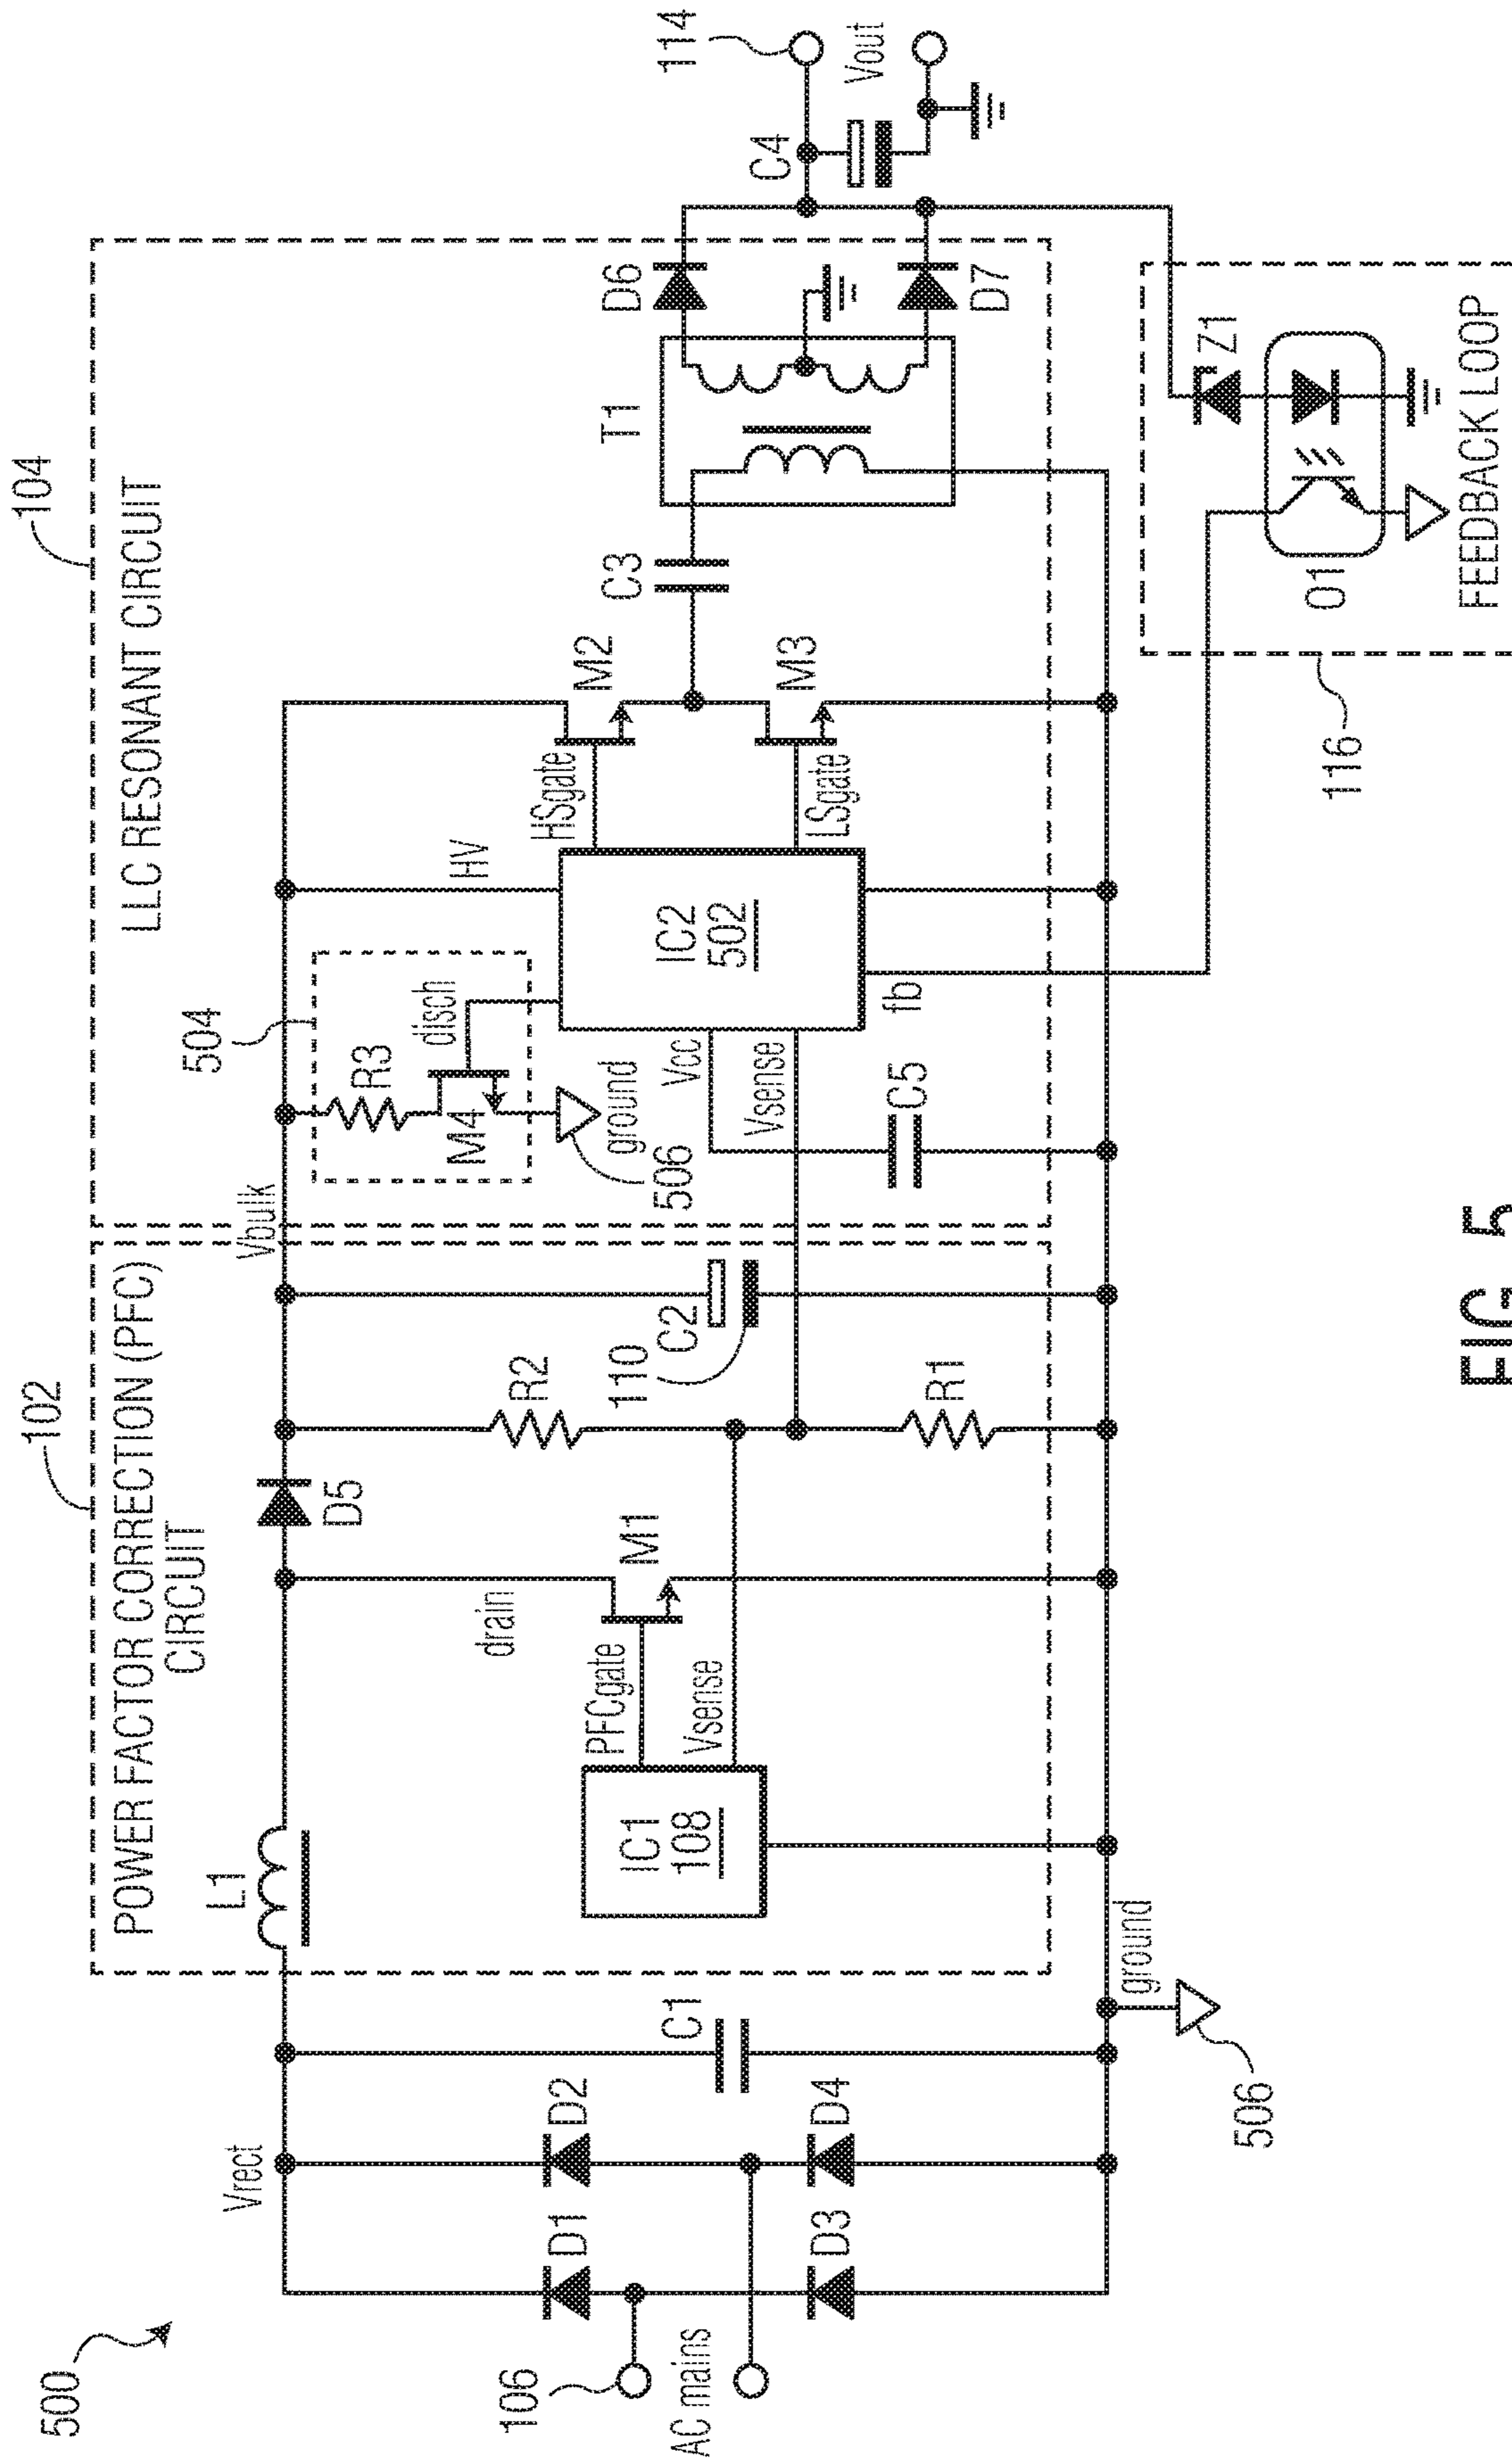 500
102
104
POWER FACTOR CORRECTION (PFC)
CIRCUIT
LLC RESONANT CIRCUIT
L1
D5
Vbulk
504
R3
disch
M4
ground
506
HV
HSgate
M2
C3
T1
D6
D7
114
C4
Vout
Vrect
D1
D2
C1
drain
PFCgate
M1
R2
110
C2
IC1
108
Vsense
Vcc
Vsense
IC2
502
LSgate
M3
106
AC mains
D3
D4
R1
C5
fb
ground
506
116
Z1
O1
FEEDBACK LOOP
FIG. 5